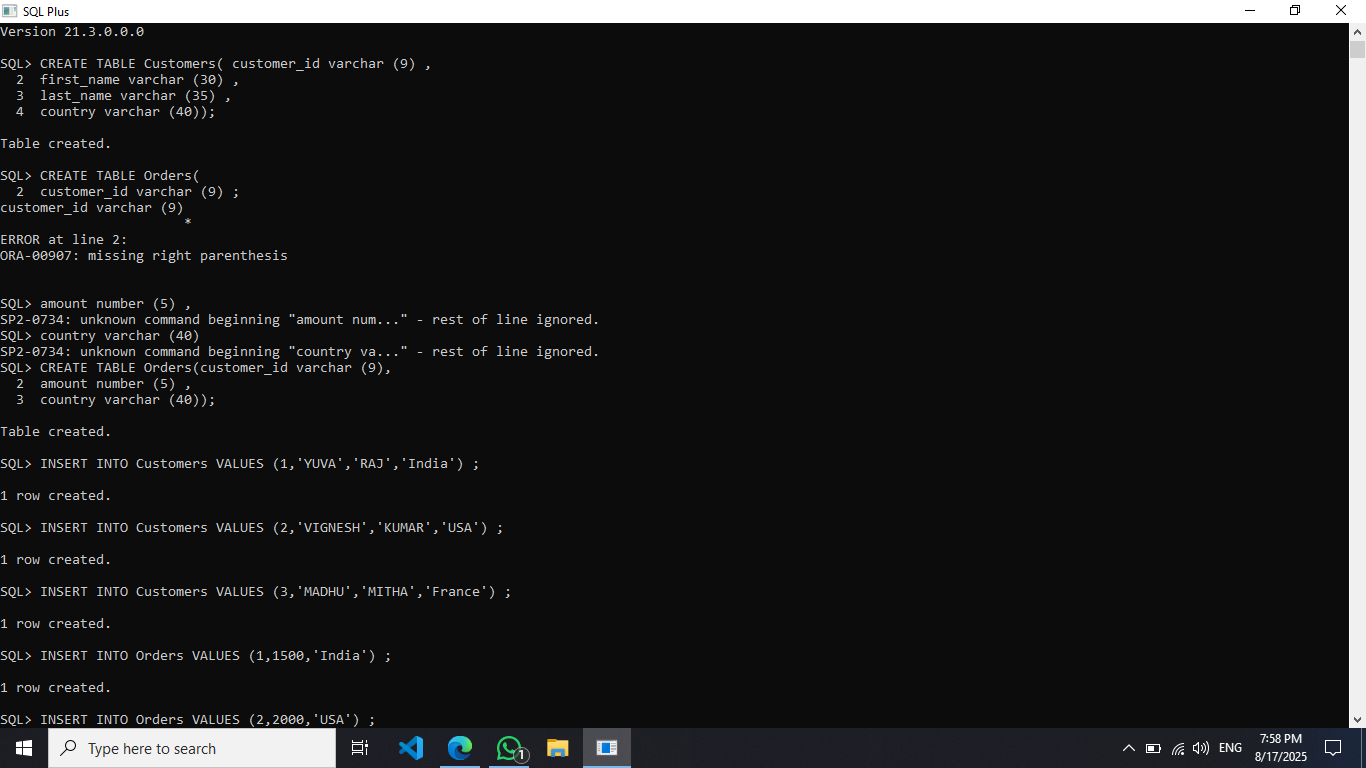 SQL Plus
Version 21.3.0.0.0
SQL> CREATE TABLE Customers( customer_id varchar (9) ,
  2  first_name varchar (30) ,
  3  last_name varchar (35) ,
  4  country varchar (40));
Table created.
SQL> CREATE TABLE Orders(
  2  customer_id varchar (9) ;
customer_id varchar (9)
                       *
ERROR at line 2:
ORA-00907: missing right parenthesis
SQL> amount number (5) ,
SP2-0734: unknown command beginning "amount num..." - rest of line ignored.
SQL> country varchar (40)
SP2-0734: unknown command beginning "country va..." - rest of line ignored.
SQL> CREATE TABLE Orders(customer_id varchar (9),
  2  amount number (5) ,
  3  country varchar (40));
Table created.
SQL> INSERT INTO Customers VALUES (1,'YUVA','RAJ','India') ;
1 row created.
SQL> INSERT INTO Customers VALUES (2,'VIGNESH','KUMAR','USA') ;
1 row created.
SQL> INSERT INTO Customers VALUES (3,'MADHU','MITHA','France') ;
1 row created.
SQL> INSERT INTO Orders VALUES (1,1500,'India') ;
1 row created.
SQL> INSERT INTO Orders VALUES (2,2000,'USA') ;
Type here to search
1
ENG
7:58 PM
8/17/2025